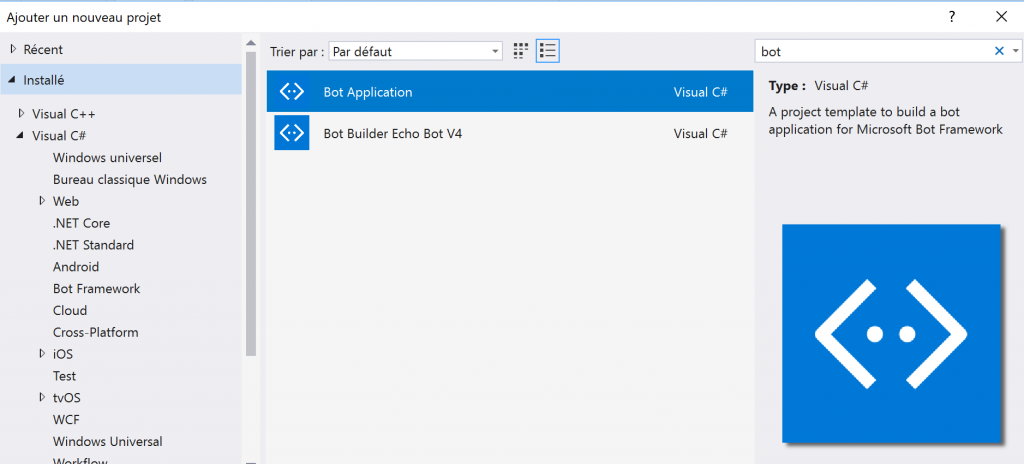 Ajouter un nouveau projet
?
Récent
Installé
Visual C++
Visual C#
Windows universel
Bureau classique Windows
Web
.NET Core
.NET Standard
Android
Bot Framework
Cloud
Cross-Platform
iOS
Test
tvOS
WCF
Windows Universal
Workflow
Trier par : Par défaut
Bot Application Visual C#
Bot Builder Echo Bot V4 Visual C#
bot
Type : Visual C#
A project template to build a bot
application for Microsoft Bot Framework